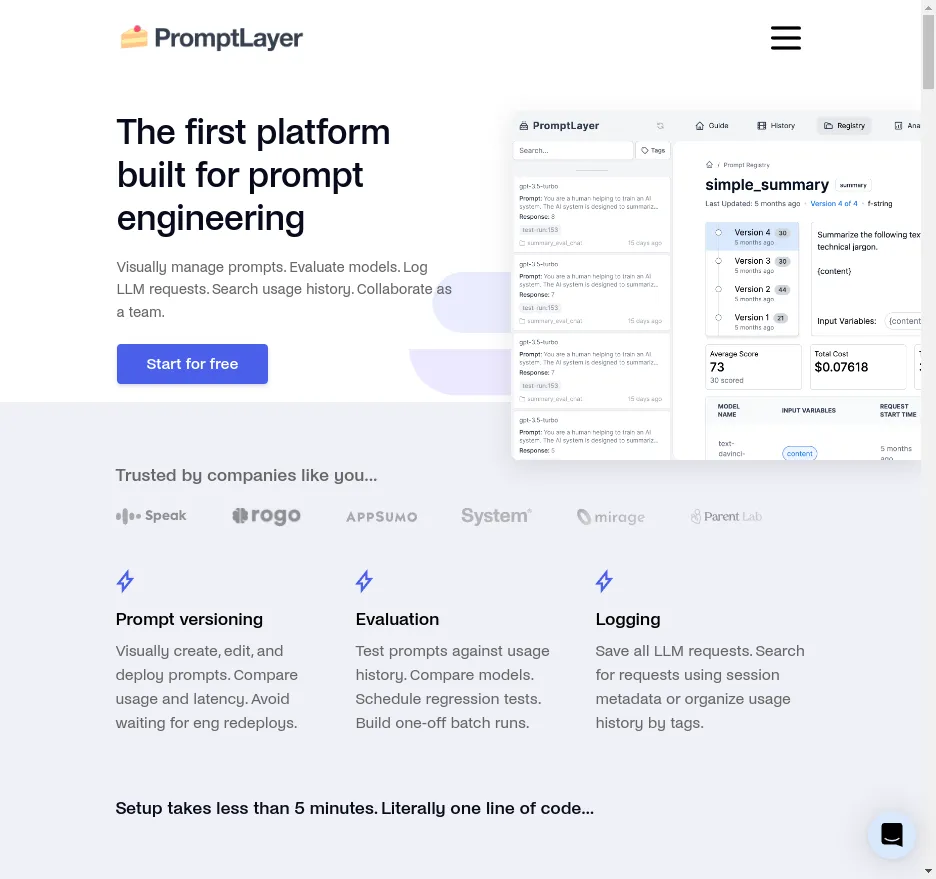 PromptLayer
The first platform
built for prompt
engineering
Visually manage prompts. Evaluate models. Log
LLM requests. Search usage history. Collaborate as
a team.
Start for free
PromptLayer
Guide
History
Registry
Ana
Search...
Tags
gpt-3.5-turbo
Prompt: You are a human helping to train an AI
system. The AI system is designed to summariz...
Response: 8
test-run:153
summary_eval_chat 15 days ago
gpt-3.5-turbo
Prompt: You are a human helping to train an AI
system. The AI system is designed to summariz...
Response: 7
test-run:153
summary_eval_chat 15 days ago
gpt-3.5-turbo
Prompt: You are a human helping to train an AI
system. The AI system is designed to summariz...
Response: 7
test-run:153
summary_eval_chat 15 days ago
gpt-3.5-turbo
Prompt: You are a human helping to train an AI
system. The AI system is designed to summariz...
Response: 5
/ Prompt Registry
simple_summary summary
Last Updated: 5 months ago · Version 4 of 4 · f-string
Version 4 30
5 months ago
Version 3 30
5 months ago
Version 2 44
5 months ago
Version 1 21
5 months ago
Summarize the following tex
technical jargon.
{content}
Input Variables: {content
Average Score
73
30 scored
Total Cost
$0.07618
MODEL
NAME
INPUT VARIABLES
REQUEST
START TIME
text-
davinci-
content
5 months
ago
Trusted by companies like you...
Speak
rogo
APPSUMO
System
mirage
Parent Lab
Prompt versioning
Visually create, edit, and
deploy prompts. Compare
usage and latency. Avoid
waiting for eng redeploys.
Evaluation
Test prompts against usage
history. Compare models.
Schedule regression tests.
Build one-off batch runs.
Logging
Save all LLM requests. Search
for requests using session
metadata or organize usage
history by tags.
Setup takes less than 5 minutes. Literally one line of code...